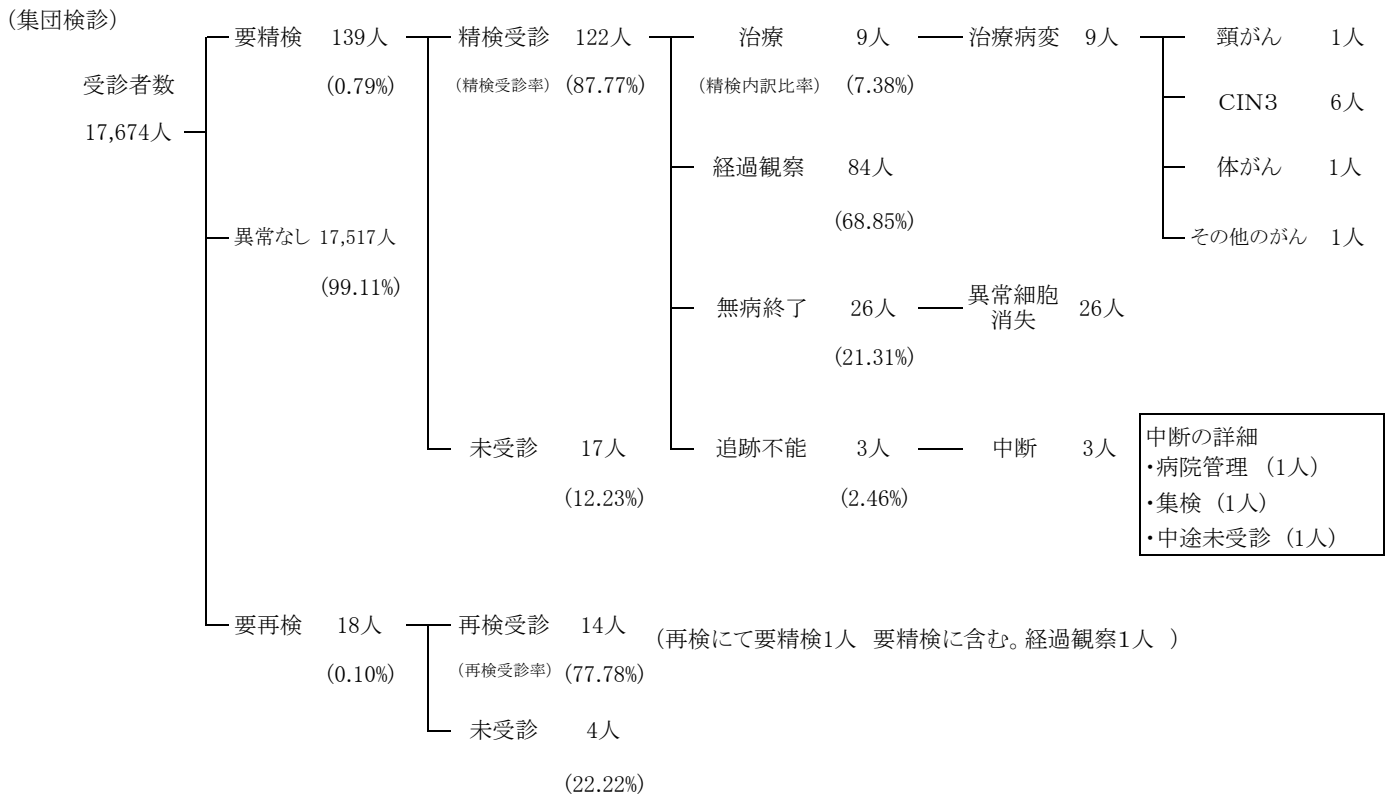 （集団検診）
要精検 139人 精検受診 122人 治療 9人 治療病変 9人 頸がん 1人
受診者数 (0.79%) （精検受診率） (87.77%) （精検内訳比率） (7.38%)
17,674人 CIN3 6人
経過観察 84人 体がん 1人
(68.85%)
異常なし 17,517人 その他のがん 1人
(99.11%)
無病終了 26人 異常細胞消失 26人
(21.31%)
未受診 17人 追跡不能 3人 中断 3人
(12.23%) (2.46%)
中断の詳細
・病院管理 （1人）
・集検 （1人）
・中途未受診 （1人）
要再検 18人 再検受診 14人 （再検にて要精検1人 要精検に含む。経過観察1人 ）
(0.10%) （再検受診率） (77.78%)
未受診 4人
(22.22%)